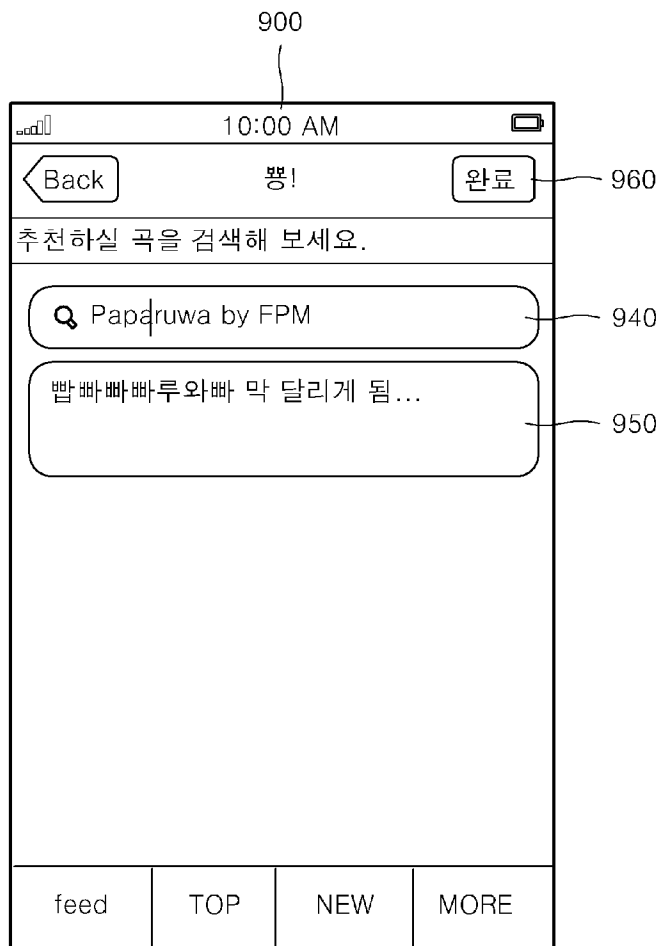 900
10:00 AM
Back 뿅! 완료 960
추천하실 곡을 검색해 보세요.
Paparuwa by FPM 940
빱빠빠빠루와빠 막 달리게 됨...
950
feed TOP NEW MORE